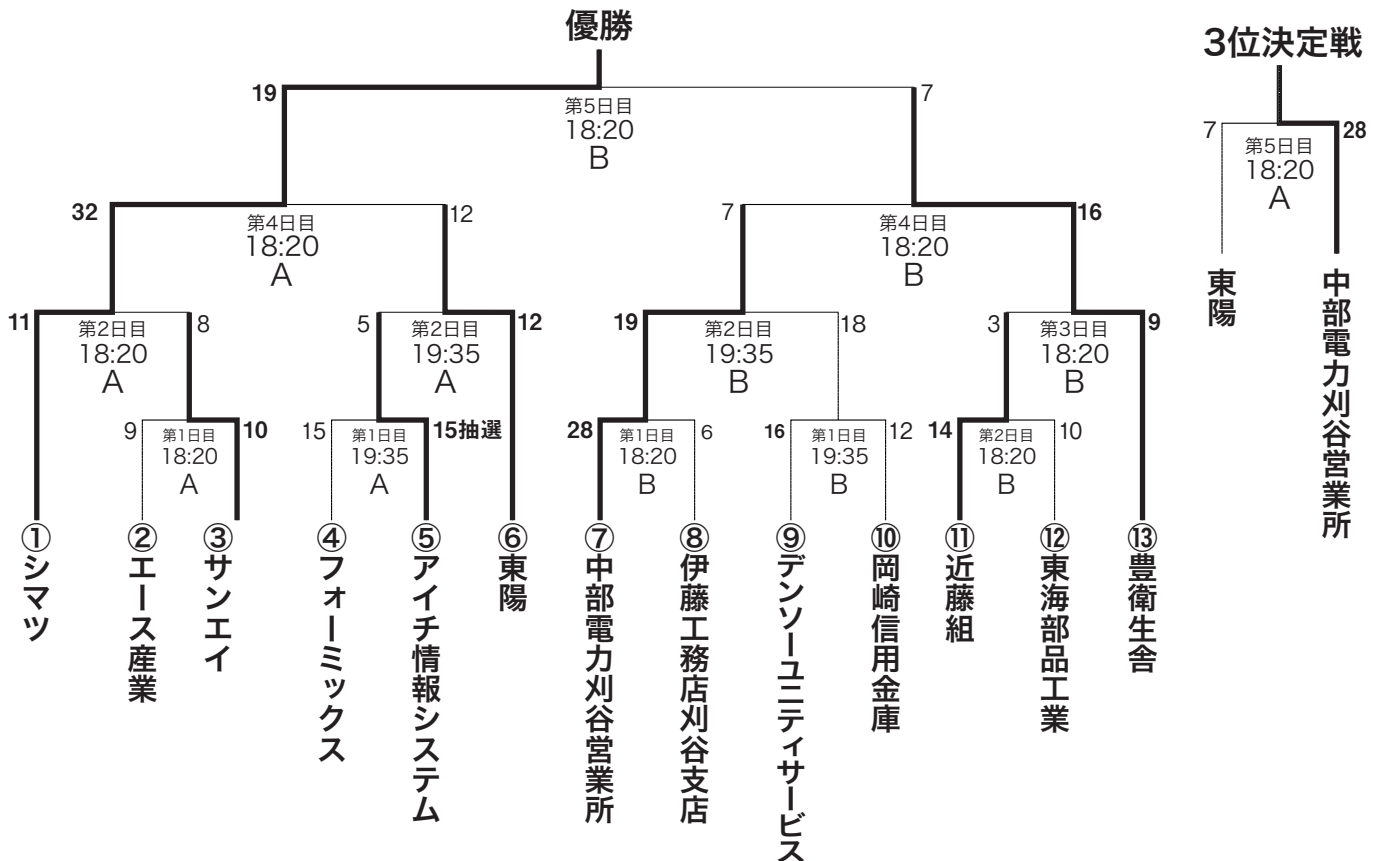 優勝
3位決定戦
19
第5日目
18:20
B
7
7
第5日目
18:20
A
28
東陽
中部電力刈谷営業所
32
第4日目
18:20
A
12
7
第4日目
18:20
B
16
11
第2日目
18:20
A
8
5
第2日目
19:35
A
12
19
第2日目
19:35
B
18
3
第3日目
18:20
B
9
9
第1日目
18:20
A
10
15
第1日目
19:35
A
15抽選
28
第1日目
18:20
B
6
16
第1日目
19:35
B
12
14
第2日目
18:20
B
10
①シマツ
②エース産業
③サンエイ
④フォーミックス
⑤アイチ情報システム
⑥東陽
⑦中部電力刈谷営業所
⑧伊藤工務店刈谷支店
⑨デンソーユニティサービス
⑩岡崎信用金庫
⑪近藤組
⑫東海部品工業
⑬豊衛生舎